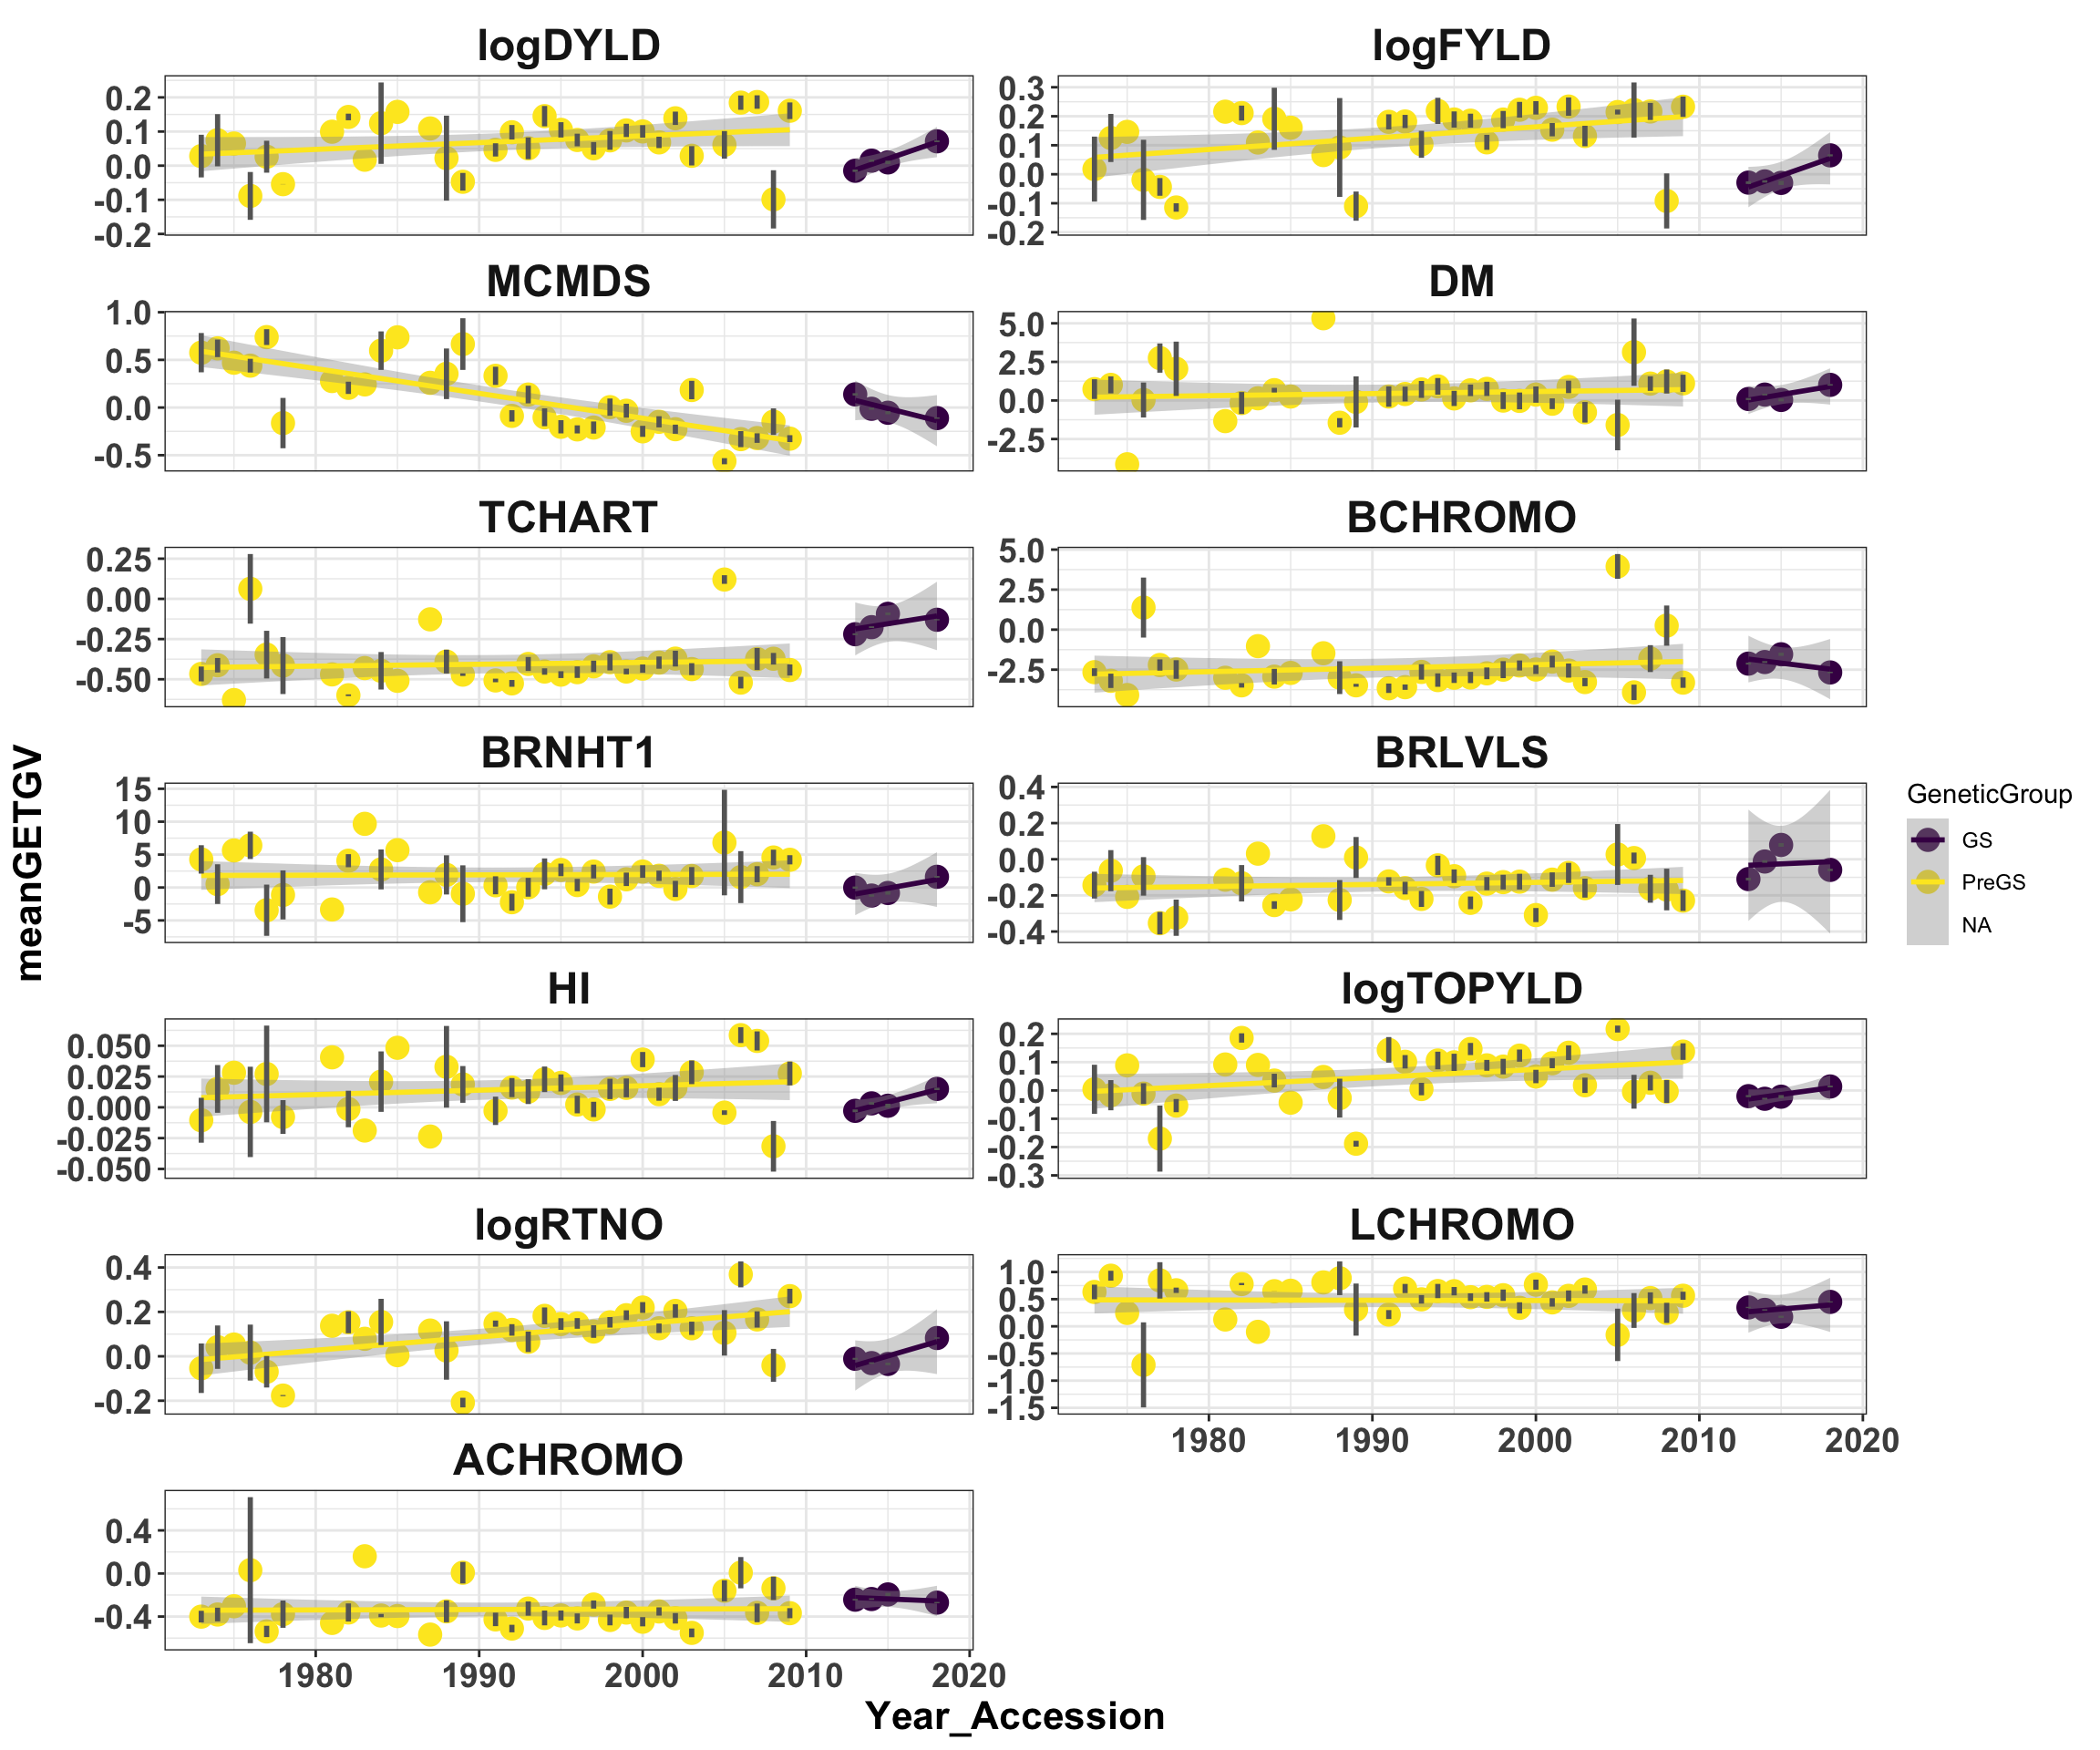 logDYLD
logFYLD
0.2
0.1
0.0
-0.1
-0.2
0.3
0.2
0.1
0.0
-0.1
-0.2
MCMDS
DM
1.0
0.5
0.0
-0.5
5.0
2.5
0.0
-2.5
TCHART
BCHROMO
0.25
0.00
-0.25
-0.50
5.0
2.5
0.0
-2.5
BRNHT1
BRLVLS
15
10
5
0
-5
0.4
0.2
0.0
-0.2
-0.4
HI
logTOPYLD
0.050
0.025
0.000
-0.025
-0.050
0.2
0.1
0.0
-0.1
-0.2
-0.3
logRTNO
LCHROMO
0.4
0.2
0.0
-0.2
1.0
0.5
0.0
-0.5
-1.0
-1.5
1980 1990 2000 2010 2020
ACHROMO
0.4
0.0
-0.4
1980 1990 2000 2010 2020
Year_Accession
meanGETGV
GeneticGroup
GS
PreGS
NA